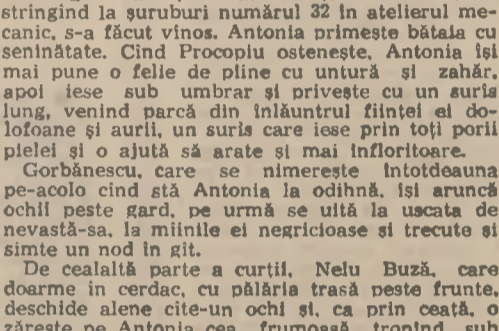 stringind la șuruburi numărul 32 în atelierul me-
canic, s-a făcut vînos. Antonia primește bătaia cu
seninătate. Cînd Procopiu ostenește, Antonia își
mai pune o felie de pîine cu untură și zahăr,
apoi iese sub umbrar și privește cu un surîs
lung, venind parcă din înlăuntrul ființei ei do-
lofoane și aurii, un surîs care iese prin toți porii
pielei și o ajută să arate și mai înfloritoare.
Gorbănescu, care se nimerește întotdeauna
pe-acolo cînd stă Antonia la odihnă, își aruncă
ochii peste gard, pe urmă se uită la uscata de
nevastă-sa, la mîinile ei negricioase și trecute și
simte un nod în gît.
De cealaltă parte a curții, Nelu Buză, care
doarme în cerdac, cu pălăria trasă peste frunte,
deschide alene cîte-un ochi și, ca prin ceață, o
zărește pe Antonia cea frumoasă, tronînd sub